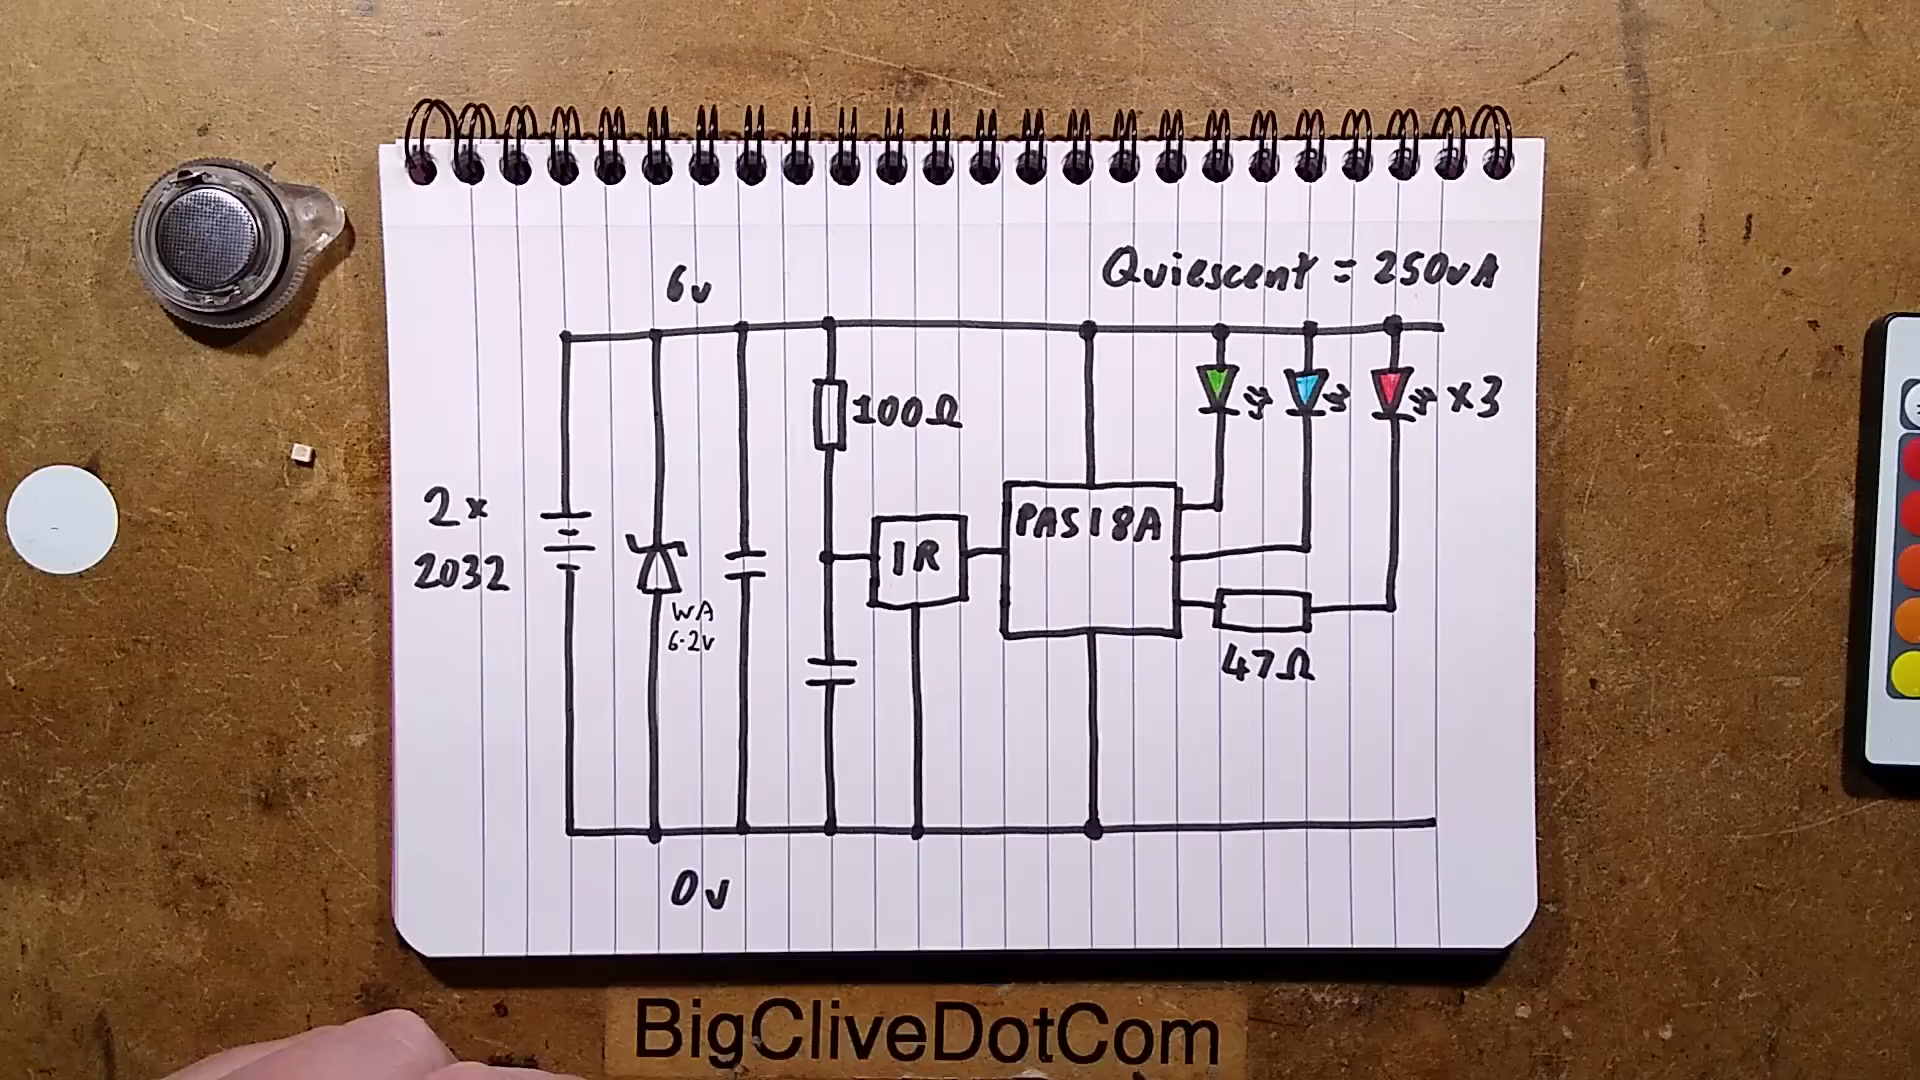 Quiescent = 250uA
6v
100Ω
x3
2x
2032
PAS18A
IR
WA
6.2v
47Ω
0v
BigCliveDotCom